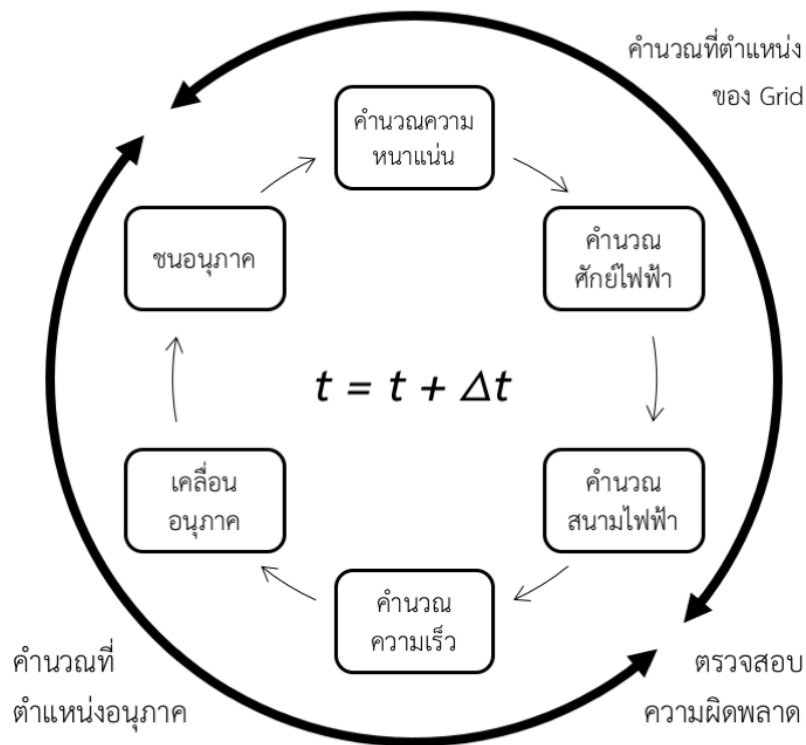 คำนวณที่ตำแหน่ง
ของ Grid
คำนวณความ
หนาแน่น
คำนวณ
ศักย์ไฟฟ้า
ชนอนุภาค
t = t + Δt
คำนวณ
สนามไฟฟ้า
เคลื่อน
อนุภาค
คำนวณ
ความเร็ว
คำนวณที่
ตำแหน่งอนุภาค
ตรวจสอบ
ความผิดพลาด